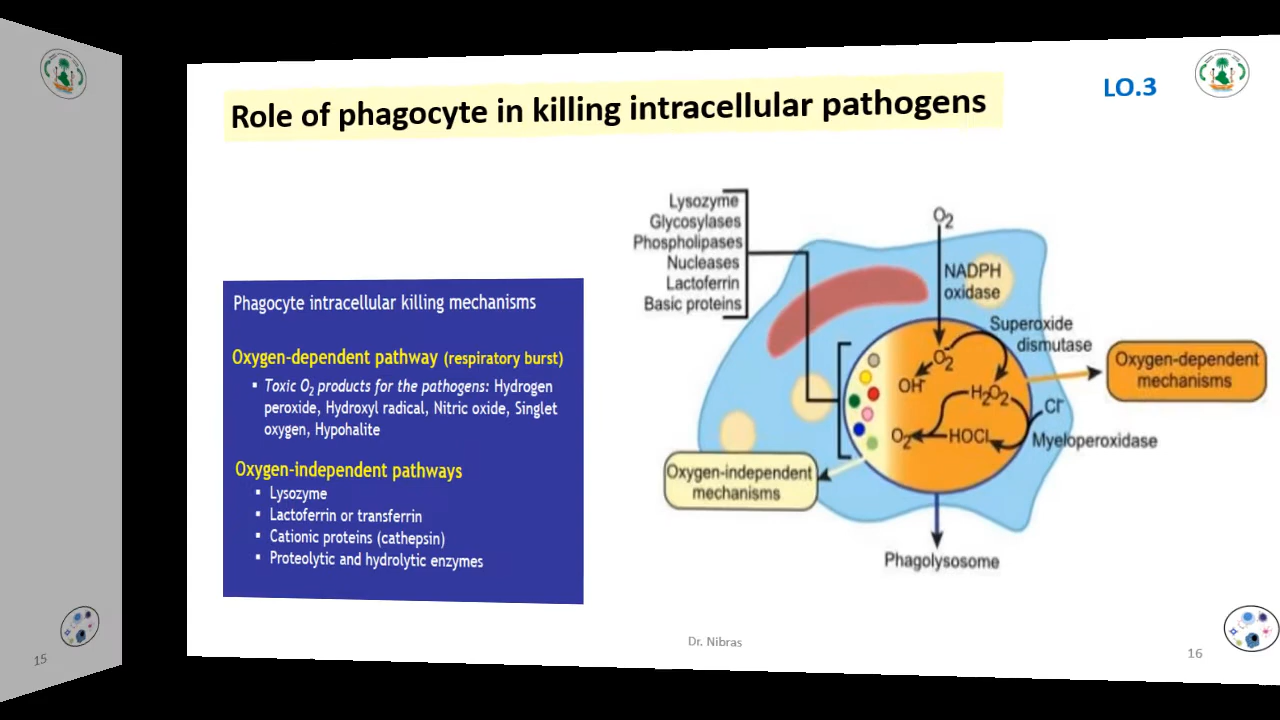 Role of phagocyte in killing intracellular pathogens
LO.3
Phagocyte intracellular killing mechanisms
Oxygen-dependent pathway (respiratory burst)
▪ Toxic O₂ products for the pathogens: Hydrogen
peroxide, Hydroxyl radical, Nitric oxide, Singlet
oxygen, Hypohalite
Oxygen-independent pathways
▪ Lysozyme
▪ Lactoferrin or transferrin
▪ Cationic proteins (cathepsin)
▪ Proteolytic and hydrolytic enzymes
Lysozyme
Glycosylases
Phospholipases
Nucleases
Lactoferrin
Basic proteins
O₂
NADPH
oxidase
Superoxide
dismutase
O₂⁻
OH⁻
H₂O₂
Cl⁻
O₂
HOCl
Myeloperoxidase
Oxygen-dependent
mechanisms
Oxygen-independent
mechanisms
Phagolysosome
Dr. Nibras
15
16